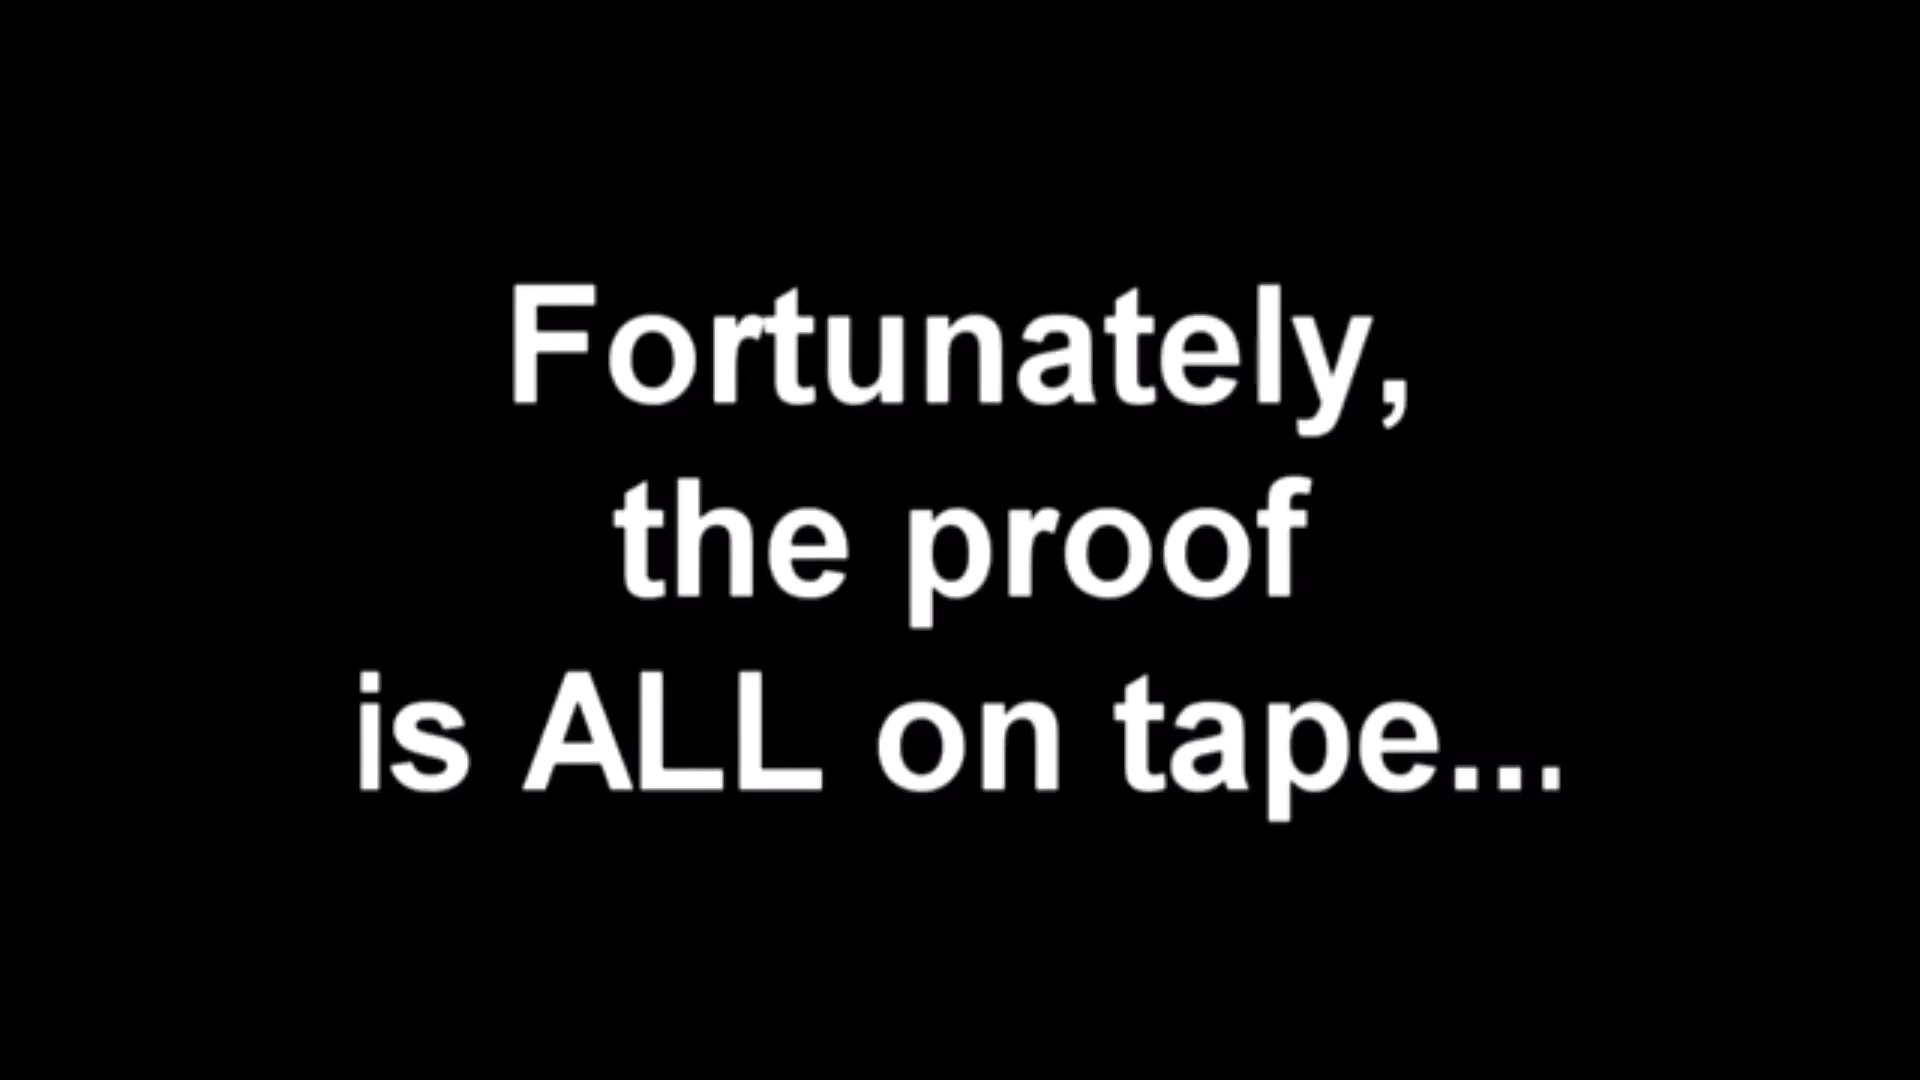 Fortunately,
the proof
is ALL on tape...